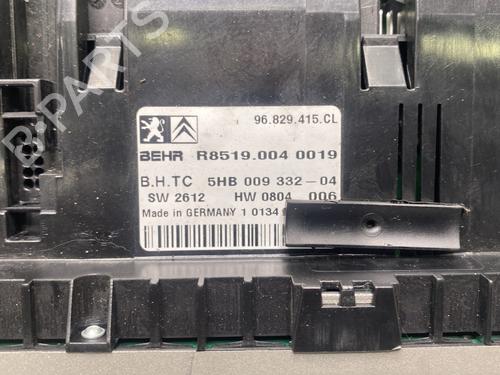 B-PARTS
96.829.415.CL
BEHR R8519.004 0019
B.H.TC 5HB 009 332-04
SW 2612 HW 0804 006
Made in GERMANY 1 0134